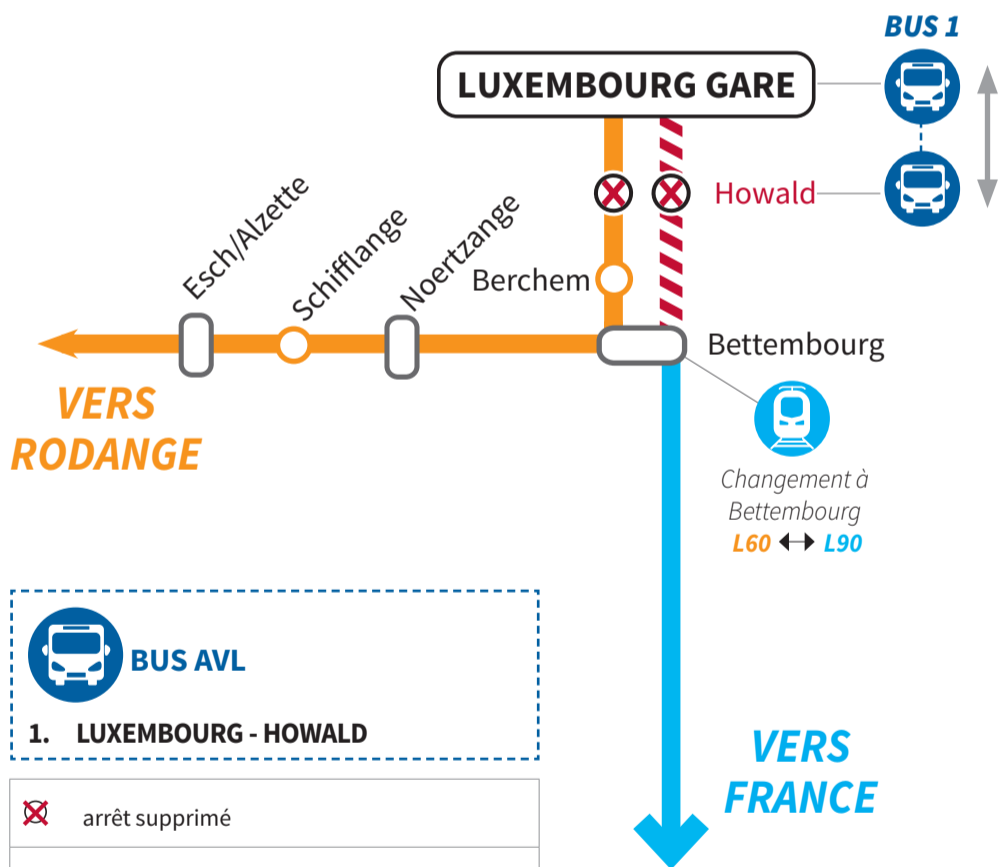 BUS 1
LUXEMBOURG GARE
Howald
Esch/Alzette
Schifflange
Noertzange
Berchem
Bettembourg
VERS
RODANGE
Changement à
Bettembourg
L60 L90
BUS AVL
1. LUXEMBOURG - HOWALD
VERS
FRANCE
arrêt supprimé